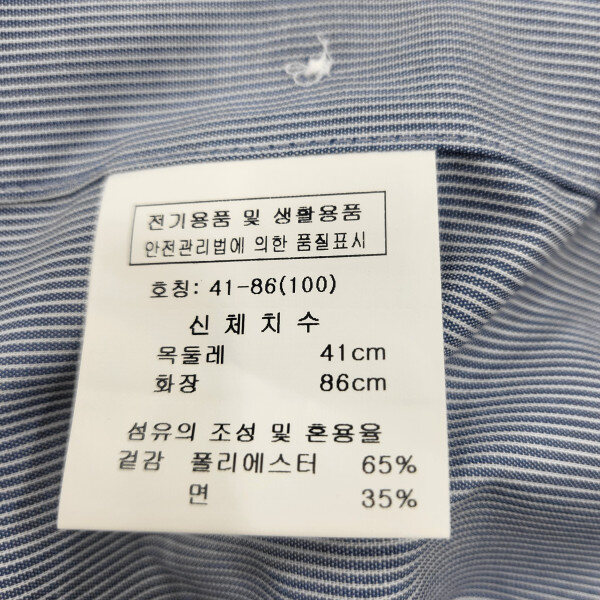 전기용품 및 생활용품
안전관리법에 의한 품질표시
호칭: 41-86(100)
신체치수
목둘레 41cm
화장 86cm
섬유의 조성 및 혼용율
겉감 폴리에스터 65%
면 35%